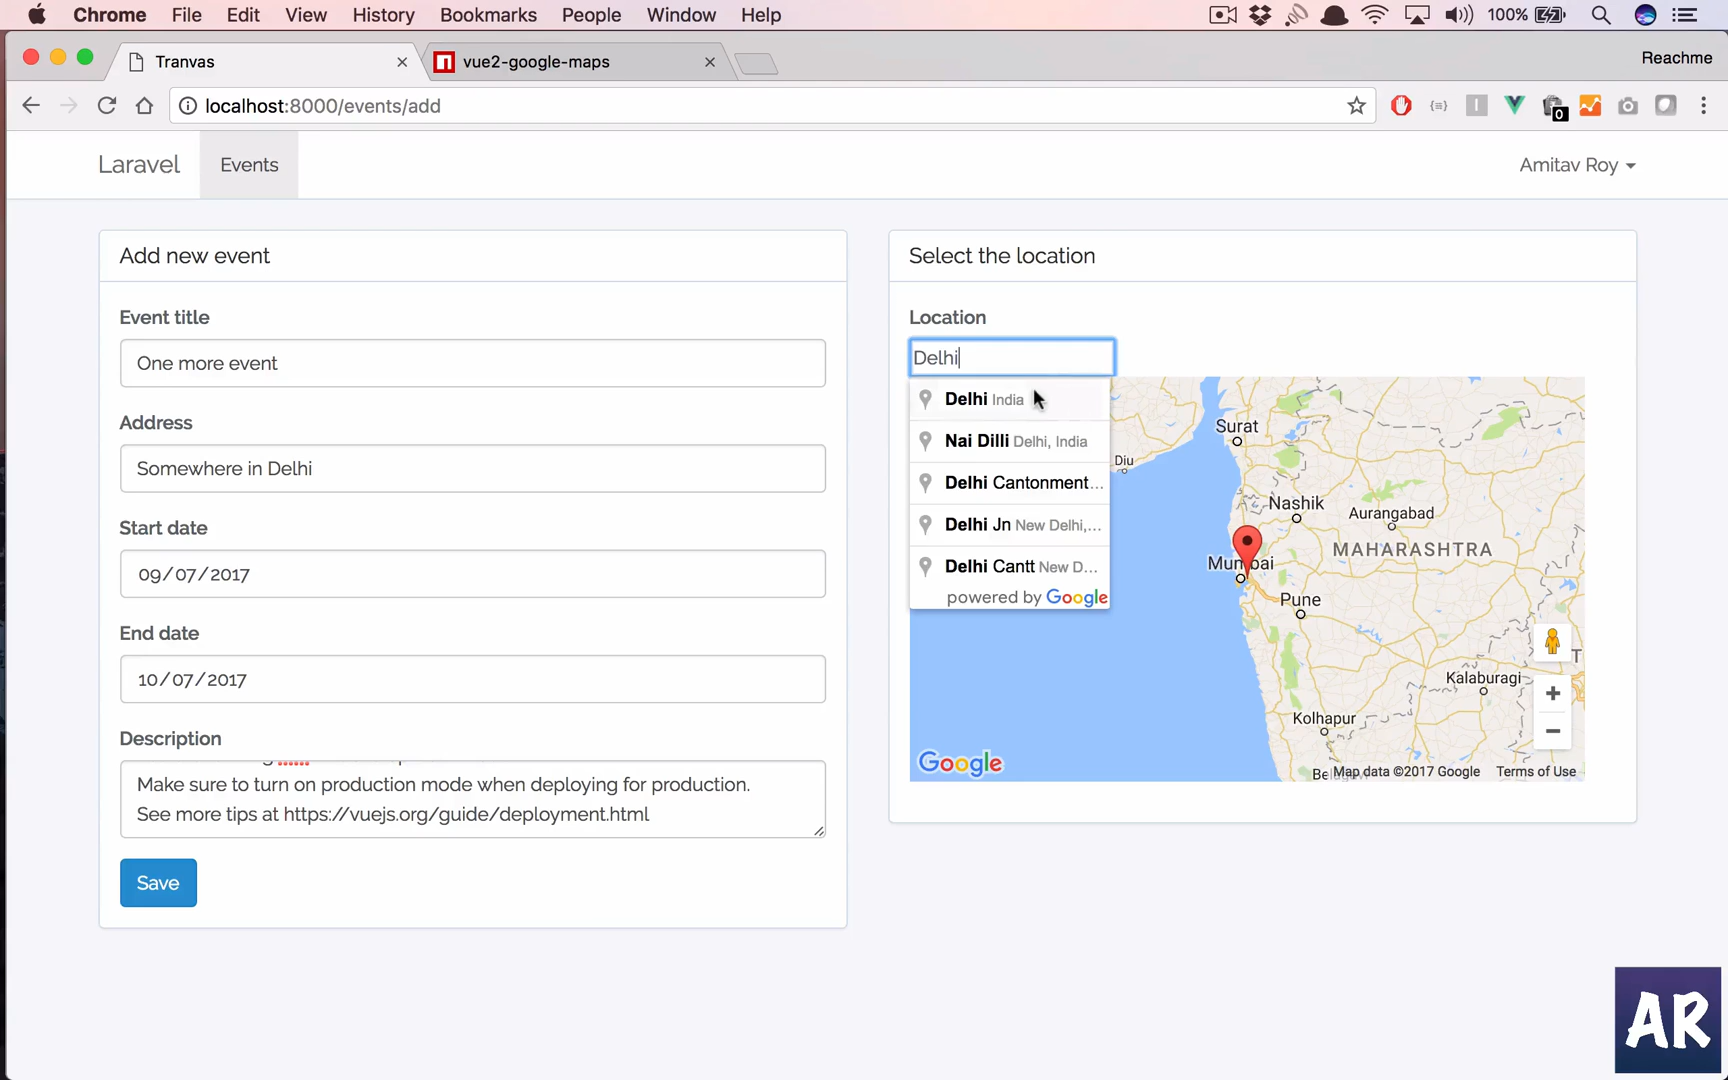 Chrome File Edit View History Bookmarks People Window Help 100%
Tranvas vue2-google-maps Reachme
localhost:8000/events/add 0
Laravel Events Amitav Roy
Add new event
Event title
One more event
Address
Somewhere in Delhi
Start date
09/07/2017
End date
10/07/2017
Description
Make sure to turn on production mode when deploying for production.
See more tips at https://vuejs.org/guide/deployment.html
Save
Select the location
Location
Delhi
Delhi India
Nai Dilli Delhi, India
Delhi Cantonment...
Delhi Jn New Delhi,...
Delhi Cantt New D...
powered by Google
Surat
Diu
Nashik
Aurangabad
MAHARASHTRA
Mumbai
Pune
T
Kalaburagi
Kolhapur
Google
Map data ©2017 Google Terms of Use
AR